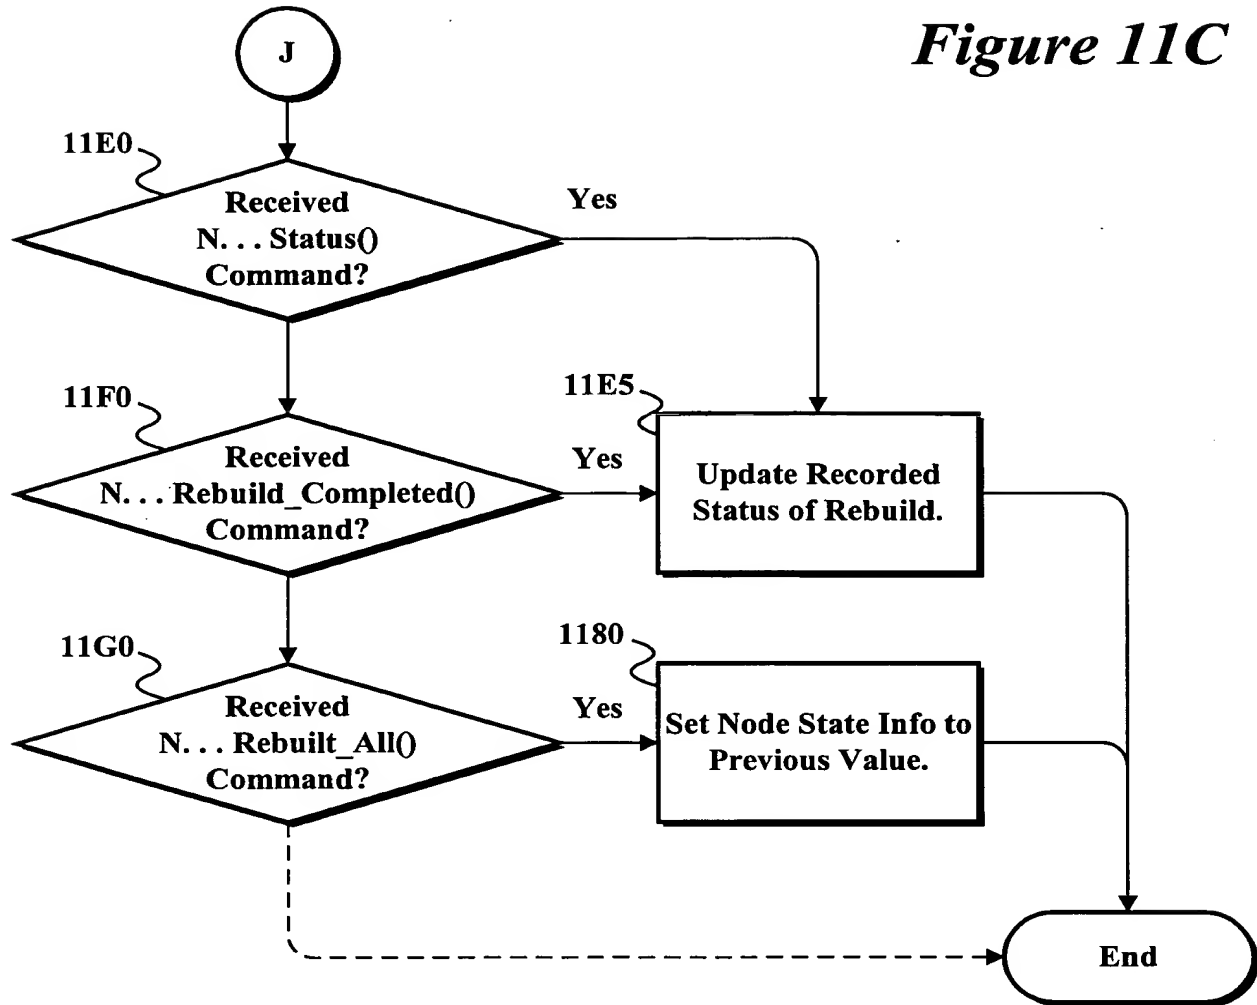 Figure 11C
J
11E0
Received
N. . . Status()
Command?
Yes
11F0
Received
N. . . Rebuild_Completed()
Command?
Yes
11E5
Update Recorded
Status of Rebuild.
11G0
Received
N. . . Rebuilt_All()
Command?
Yes
1180
Set Node State Info to
Previous Value.
End